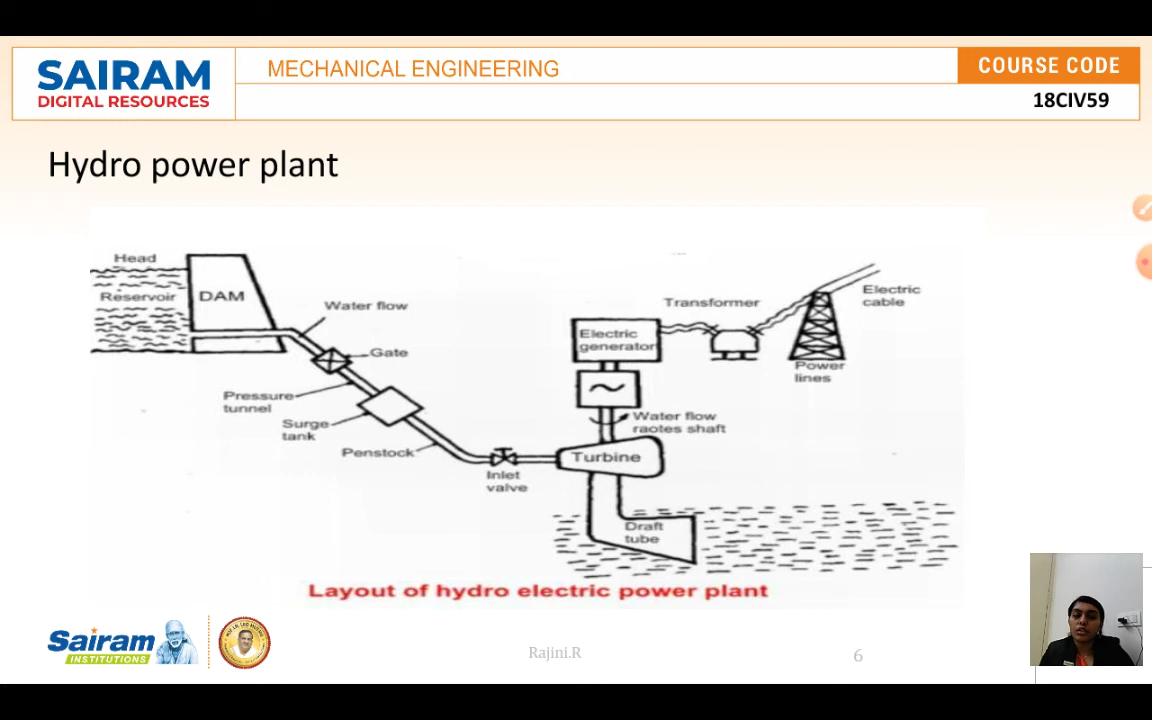 SAIRAM
DIGITAL RESOURCES
MECHANICAL ENGINEERING
COURSE CODE
18CIV59
Hydro power plant
Head
Reservoir
DAM
Water flow
Gate
Pressure
tunnel
Surge
tank
Penstock
Inlet
valve
Turbine
Draft
tube
Water flow
raotes shaft
Electric
generator
Transformer
Electric
cable
Power
lines
Layout of hydro electric power plant
Sairam
INSTITUTIONS
Rajini.R
6